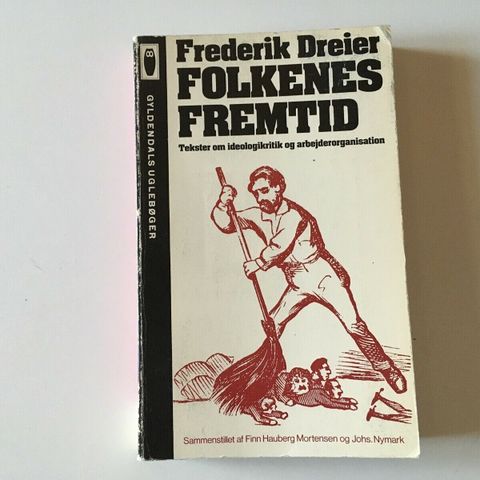 Frederik Dreier
FOLKENES
FREMTID
Tekster om ideologikritik og arbejderorganisation
GYLDENDALS UGLEBØGER
Sammenstillet af Finn Hauberg Mortensen og Johs. Nymark